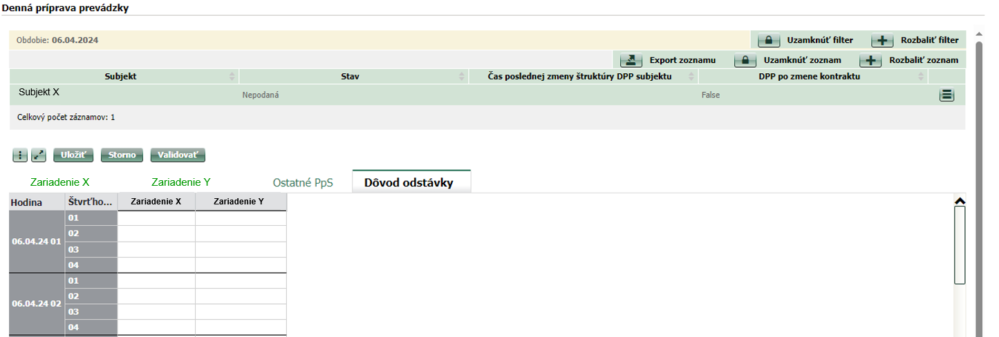 Denná príprava prevádzky
Obdobie: 06.04.2024 Uzamknúť filter Rozbaliť filter
Export zoznamu Uzamknúť zoznam Rozbaliť zoznam
Subjekt Stav Čas poslednej zmeny štruktúry DPP subjektu DPP po zmene kontraktu
Subjekt X Nepodaná False
Celkový počet záznamov: 1
Uložiť Storno Validovať
Zariadenie X Zariadenie Y Ostatné PpS Dôvod odstávky
Hodina Štvrťho... Zariadenie X Zariadenie Y
06.04.24 01
01
02
03
04
06.04.24 02
01
02
03
04